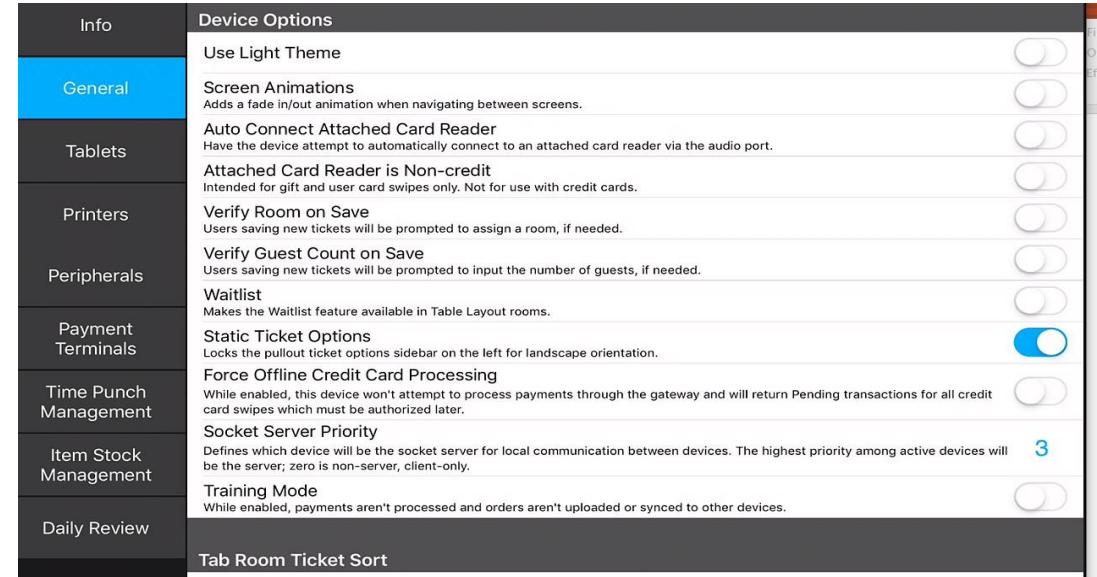 Info
General
Tablets
Printers
Peripherals
Payment
Terminals
Time Punch
Management
Item Stock
Management
Daily Review
Device Options
Use Light Theme
Screen Animations
Adds a fade in/out animation when navigating between screens.
Auto Connect Attached Card Reader
Have the device attempt to automatically connect to an attached card reader via the audio port.
Attached Card Reader is Non-credit
Intended for gift and user card swipes only. Not for use with credit cards.
Verify Room on Save
Users saving new tickets will be prompted to assign a room, if needed.
Verify Guest Count on Save
Users saving new tickets will be prompted to input the number of guests, if needed.
Waitlist
Makes the Waitlist feature available in Table Layout rooms.
Static Ticket Options
Locks the pullout ticket options sidebar on the left for landscape orientation.
Force Offline Credit Card Processing
While enabled, this device won't attempt to process payments through the gateway and will return Pending transactions for all credit
card swipes which must be authorized later.
Socket Server Priority
Defines which device will be the socket server for local communication between devices. The highest priority among active devices will
be the server; zero is non-server, client-only.
3
Training Mode
While enabled, payments aren't processed and orders aren't uploaded or synced to other devices.
Tab Room Ticket Sort